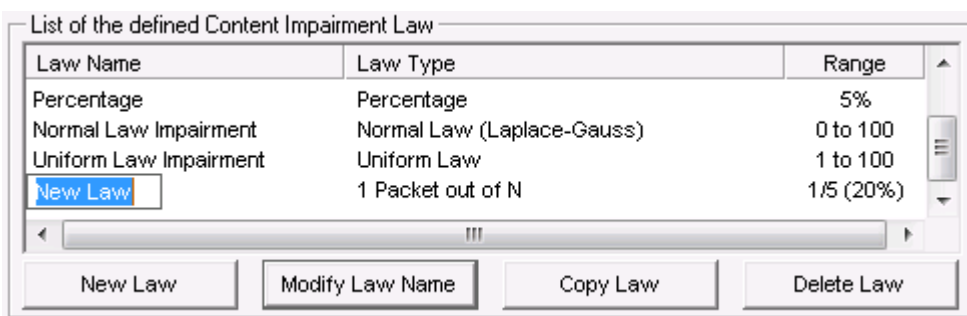 List of the defined Content Impairment Law
Law Name Law Type Range
Percentage Percentage 5%
Normal Law Impairment Normal Law (Laplace-Gauss) 0 to 100
Uniform Law Impairment Uniform Law 1 to 100
New Law 1 Packet out of N 1/5 (20%)
New Law Modify Law Name Copy Law Delete Law